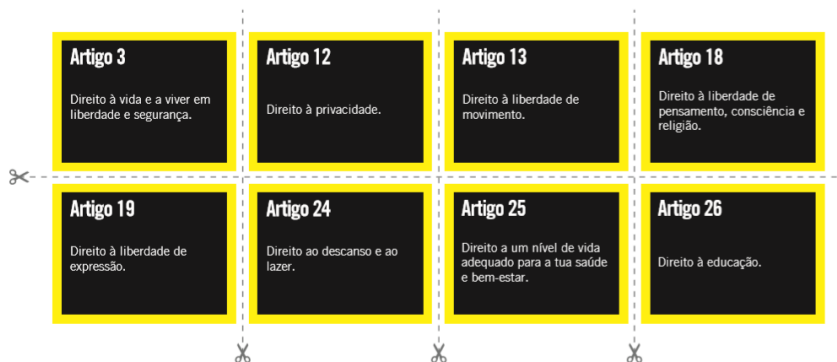 Artigo 3
Direito à vida e a viver em
liberdade e segurança.
Artigo 12
Direito à privacidade.
Artigo 13
Direito à liberdade de
movimento.
Artigo 18
Direito à liberdade de
pensamento, consciência e
religião.
Artigo 19
Direito à liberdade de
expressão.
Artigo 24
Direito ao descanso e ao
lazer.
Artigo 25
Direito a um nível de vida
adequado para a tua saúde
e bem-estar.
Artigo 26
Direito à educação.